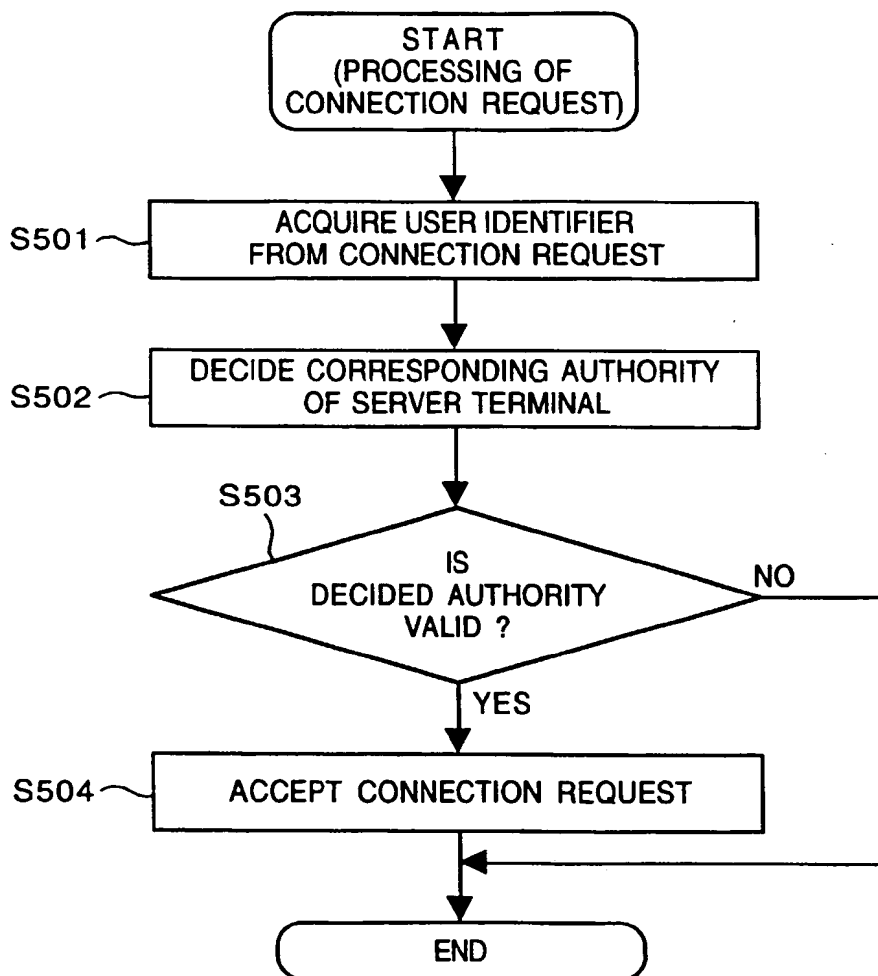 START
(PROCESSING OF
CONNECTION REQUEST)
S501
ACQUIRE USER IDENTIFIER
FROM CONNECTION REQUEST
S502
DECIDE CORRESPONDING AUTHORITY
OF SERVER TERMINAL
S503
IS
DECIDED AUTHORITY
VALID ?
NO
YES
S504
ACCEPT CONNECTION REQUEST
END